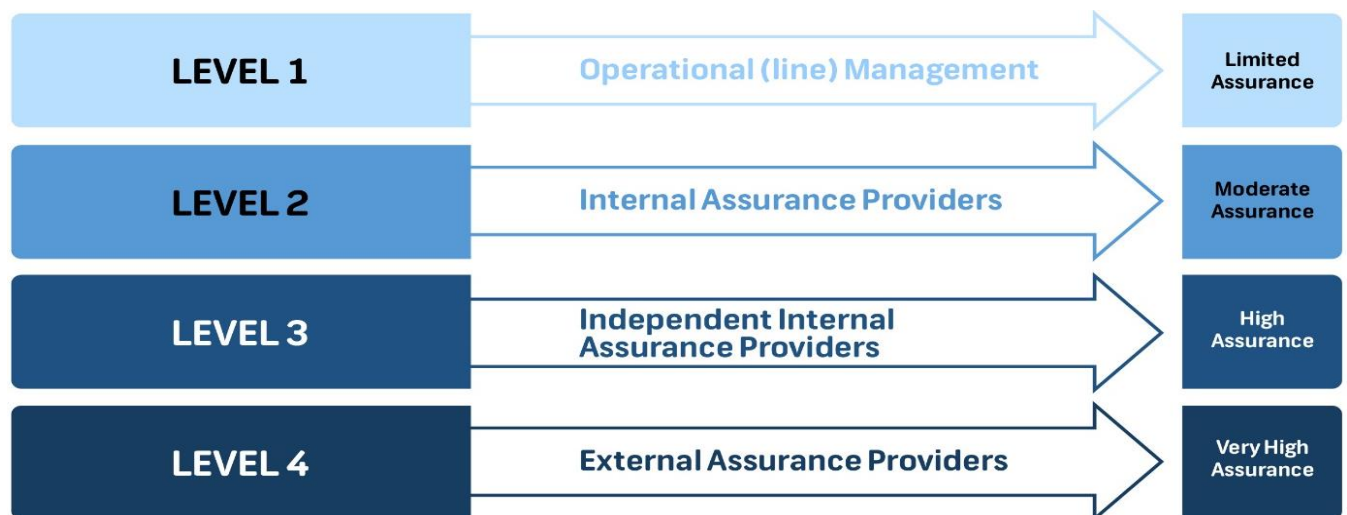 LEVEL 1
Operational (line) Management
Limited
Assurance
LEVEL 2
Internal Assurance Providers
Moderate
Assurance
LEVEL 3
Independent Internal
Assurance Providers
High
Assurance
LEVEL 4
External Assurance Providers
Very High
Assurance